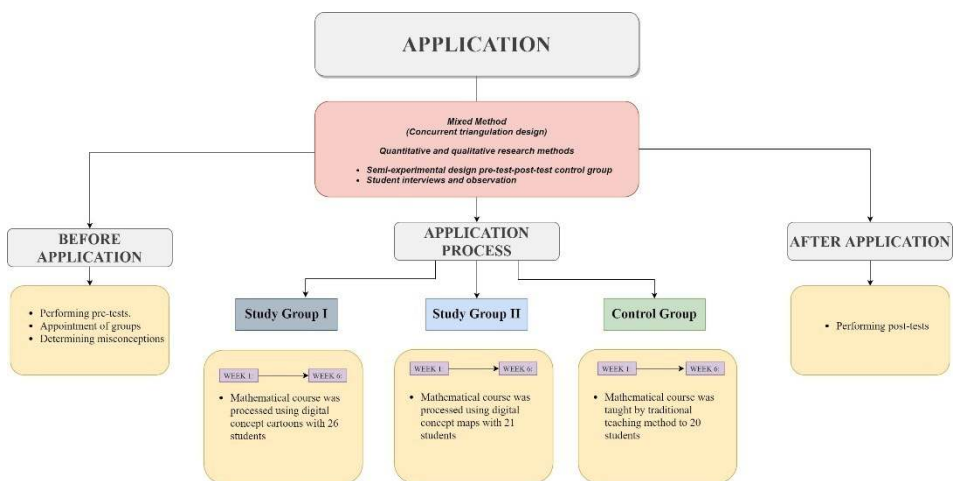 APPLICATION
Mixed Method
(Concurrent triangulation design)
Quantitative and qualitative research methods
• Semi-experimental design pre-test-post-test control group
• Student interviews and observation
BEFORE
APPLICATION
APPLICATION
PROCESS
AFTER APPLICATION
• Performing pre-tests.
• Appointment of groups
• Determining misconceptions
Study Group I
Study Group II
Control Group
• Performing post-tests
WEEK 1:
WEEK 6:
• Mathematical course was
processed using digital
concept cartoons with 26
students
WEEK 1:
WEEK 6:
• Mathematical course was
processed using digital
concept maps with 21
students
WEEK 1:
WEEK 6:
• Mathematical course was
taught by traditional
teaching method to 20
students